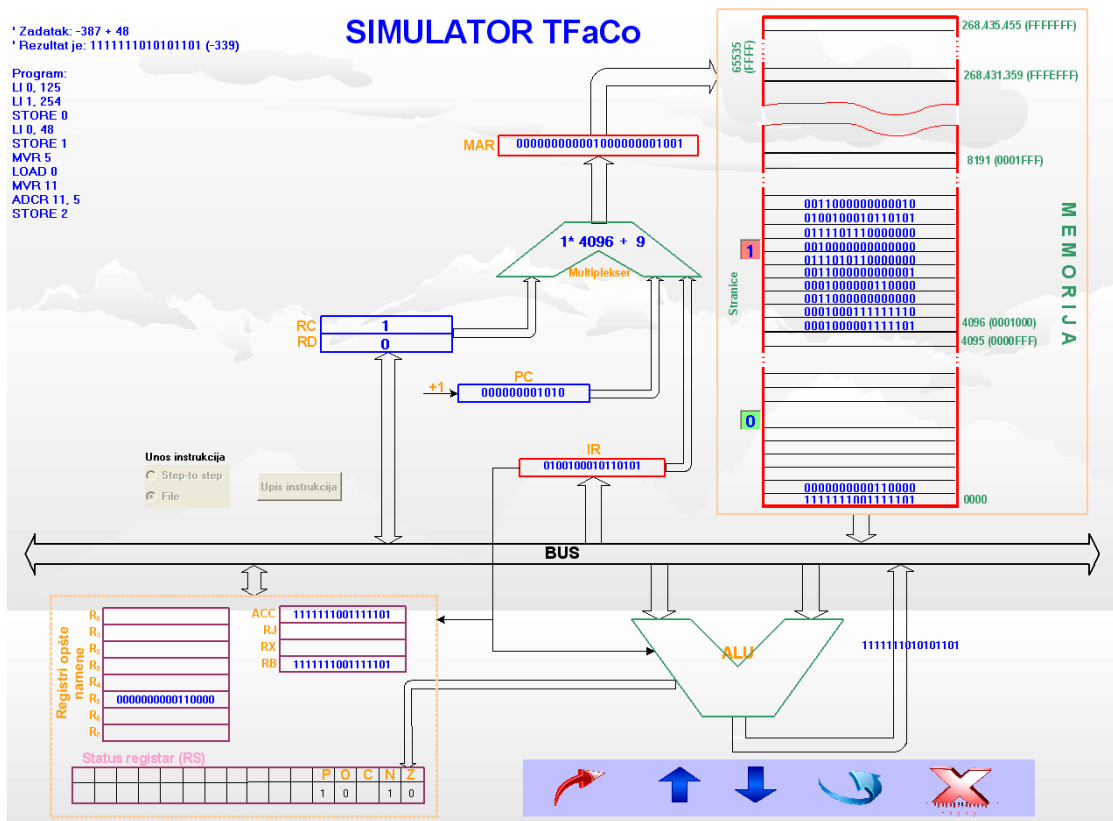 SIMULATOR TFaCo
' Zadatak: -387 + 48
' Rezultat je: 1111111010101101 (-339)
Program:
LI 0, 125
LI 1, 254
STORE 0
LI 0, 48
STORE 1
MVR 5
LOAD 0
MVR 11
ADCR 11, 5
STORE 2
MAR
0000000000010000000001001
1* 4096 + 9
Multiplekser
RC 1
RD 0
+1
PC
000000001010
IR
0100100010110101
Unos instrukcija
Step-to step
File
Upis instrukcija
65535
(FFFF)
268.435.455 (FFFFFFF)
268.431.359 (FFFEFFF)
8191 (0001FFF)
Stranice
1
0011000000000010
0100100010110101
0111101110000000
0010000000000000
0111010110000000
0011000000000001
0001000000110000
0011000000000000
0001000111111110
0001000001111101
4096 (0001000)
4095 (0000FFF)
MEMORIJA
0
0000000000110000
1111111001111101
0000
BUS
Registri opšte
namene
R0
R1
R2
R3
R4
R5 0000000000110000
R6
R7
ACC 1111111001111101
RJ
RX
RB 1111111001111101
ALU
1111111010101101
Status registar (RS)
P O C N Z
1 0 1 0